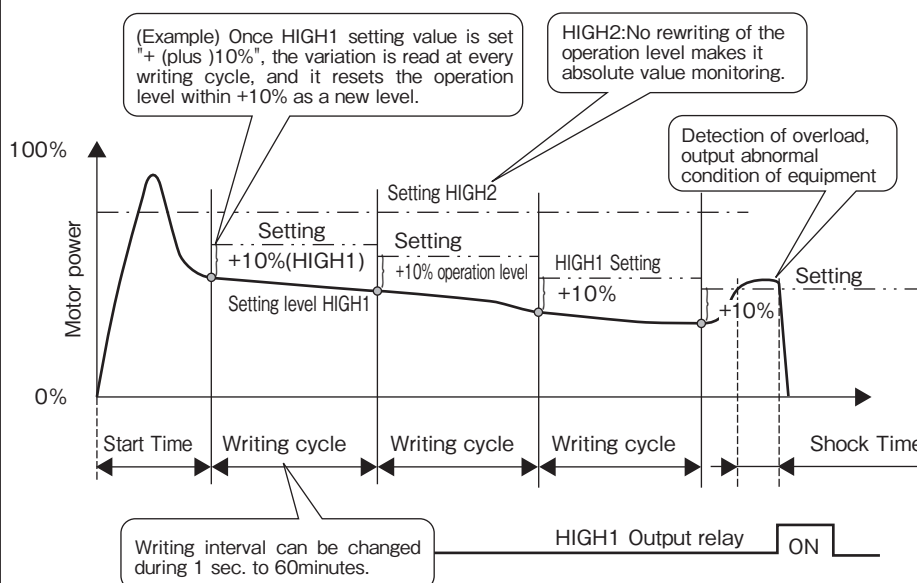 (Example) Once HIGH1 setting value is set
"+ (plus )10%", the variation is read at every
writing cycle, and it resets the operation
level within +10% as a new level.
HIGH2:No rewriting of the
operation level makes it
absolute value monitoring.
Detection of overload,
output abnormal
condition of equipment
100%
Motor power
0%
Setting HIGH2
Setting
+10%(HIGH1)
Setting level HIGH1
Setting
+10% operation level
HIGH1 Setting
+10%
Setting
+10%
Start Time
Writing cycle
Writing cycle
Writing cycle
Shock Time
Writing interval can be changed
during 1 sec. to 60minutes.
HIGH1 Output relay
ON